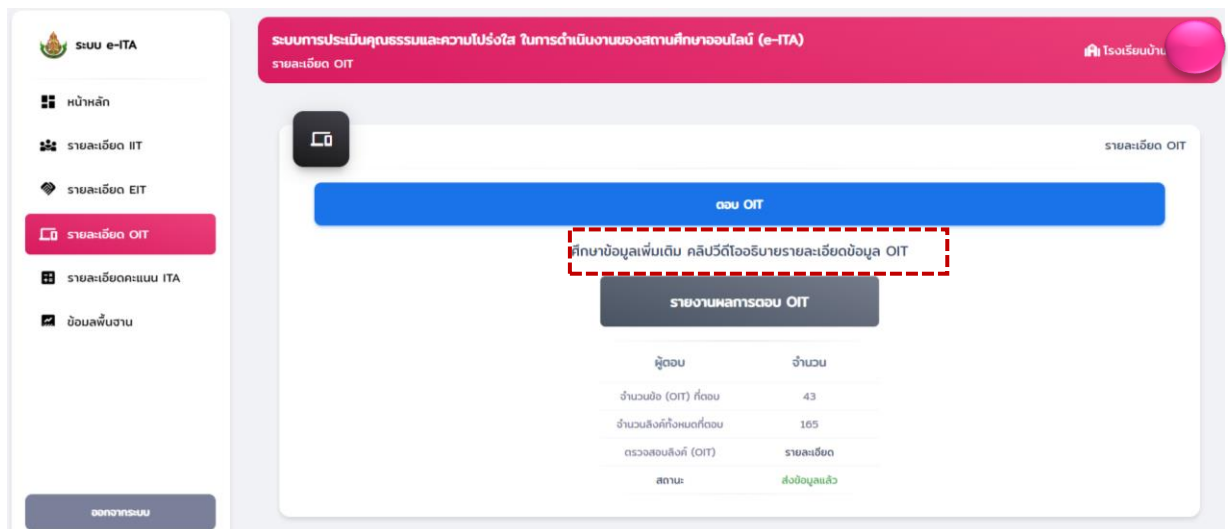 ระบบ e-ITA
หน้าหลัก
รายละเอียด IIT
รายละเอียด EIT
รายละเอียด OIT
รายละเอียดคะแนน ITA
ข้อมูลพื้นฐาน
ออกจากระบบ
ระบบการประเมินคุณธรรมและความโปร่งใส ในการดำเนินงานของสถานศึกษาออนไลน์ (e-ITA)
รายละเอียด OIT
โรงเรียนบ้าน
รายละเอียด OIT
ตอบ OIT
ศึกษาข้อมูลเพิ่มเติม คลิปวีดีโออธิบายรายละเอียดข้อมูล OIT
รายงานผลการตอบ OIT
ผู้ตอบ จำนวน
จำนวนข้อ (OIT) ที่ตอบ 43
จำนวนลิงค์ทั้งหมดที่ตอบ 165
ตรวจสอบลิงค์ (OIT) รายละเอียด
สถานะ ส่งข้อมูลแล้ว